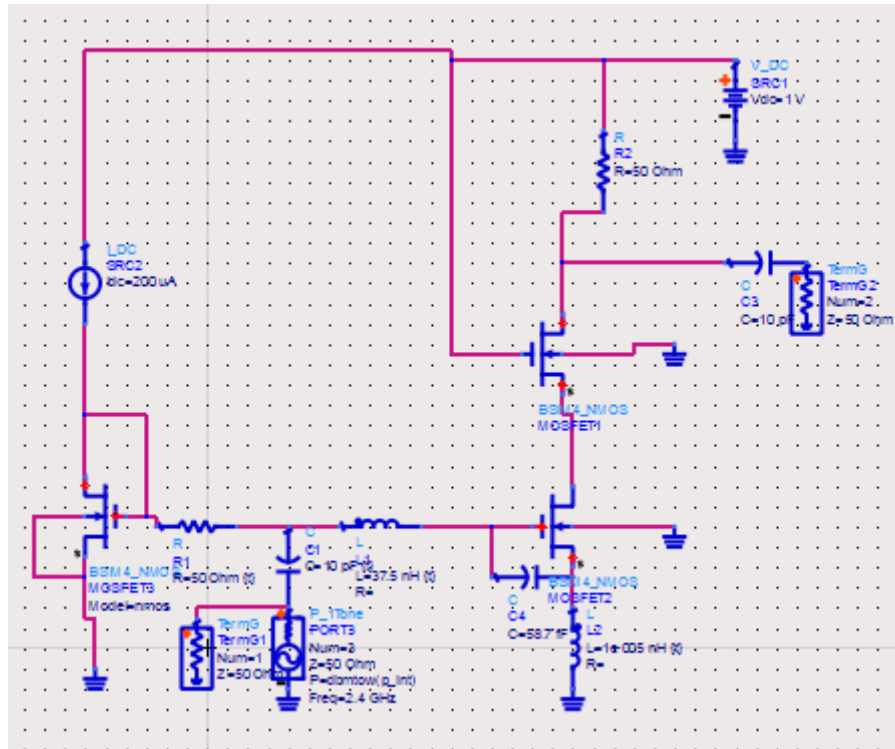 V_DC
SRC1
Vdc=1 V
R
R2
R=50 Ohm
I_DC
SRC2
Idc=200 uA
TermG
TermG2
Num=2
Z=50 Ohm
C
C3
C=10 pF
BSIM4_NMOS
MOSFET1
BSIM4_NMOS
MOSFET3
Model=nmos
R
R1
R=50 Ohm {t}
C
C1
C=10 pF {t}
L
L1
L=37.5 nH {t}
R=
BSIM4_NMOS
MOSFET2
C
C4
C=58.7 fF
L
L2
L=1e-005 nH {t}
R=
TermG
TermG1
Num=1
Z=50 Ohm
P_1Tone
PORT3
Num=3
Z=50 Ohm
P=dbmtow(p_int)
Freq=2.4 GHz